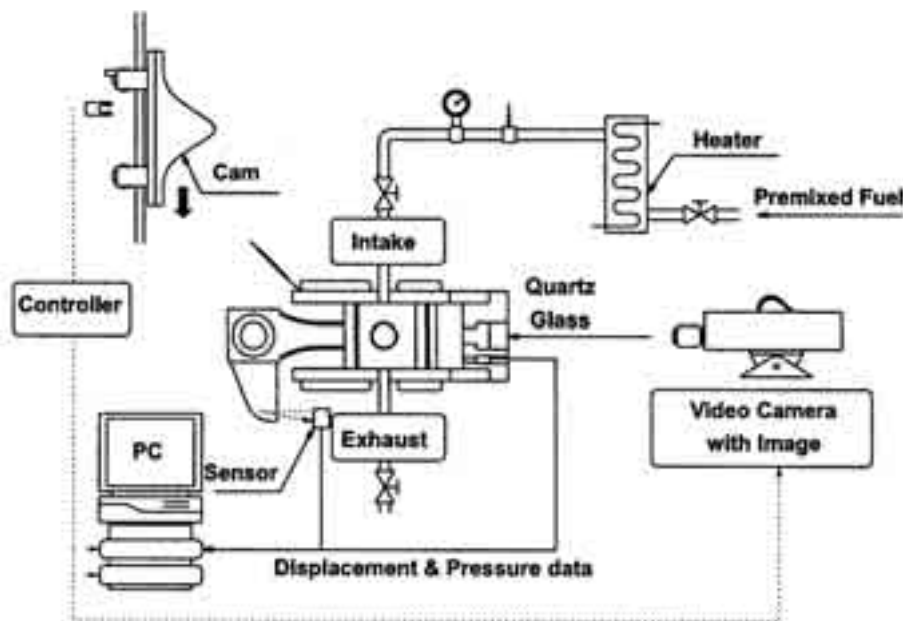 Heater
Cam
Premixed Fuel
Intake
Controller
Quartz
Glass
PC
Sensor
Exhaust
Video Camera
with Image
Displacement & Pressure data